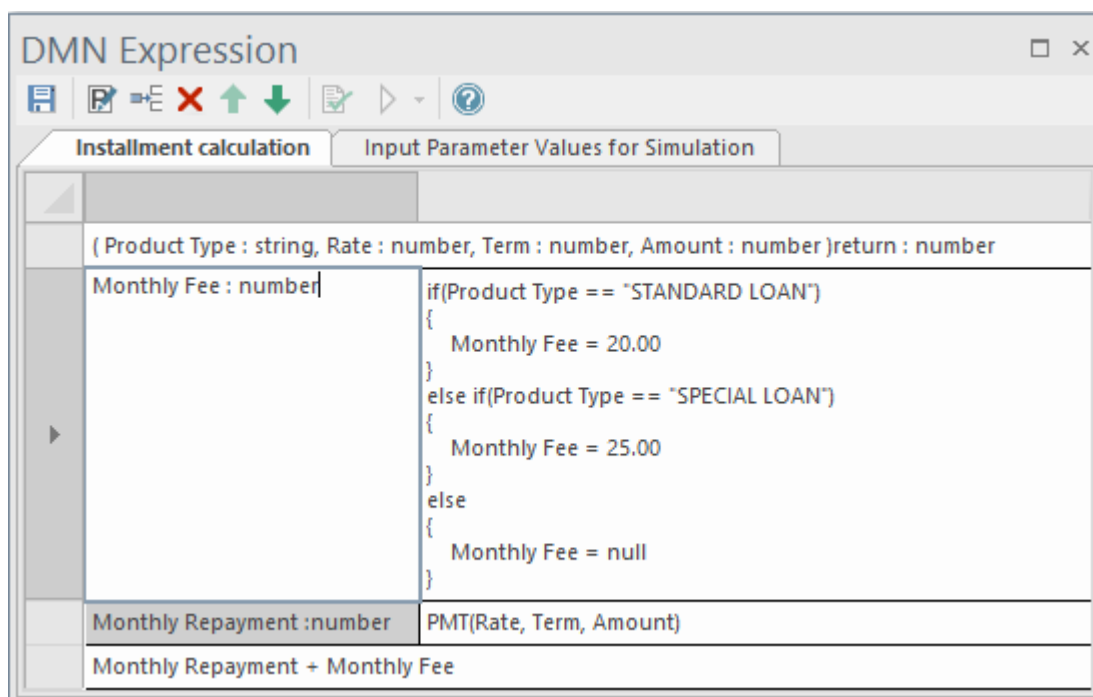 DMN Expression
Installment calculation
Input Parameter Values for Simulation
( Product Type : string, Rate : number, Term : number, Amount : number )return : number
Monthly Fee : number
if(Product Type == "STANDARD LOAN")
{
Monthly Fee = 20.00
}
else if(Product Type == "SPECIAL LOAN")
{
Monthly Fee = 25.00
}
else
{
Monthly Fee = null
}
Monthly Repayment :number
PMT(Rate, Term, Amount)
Monthly Repayment + Monthly Fee